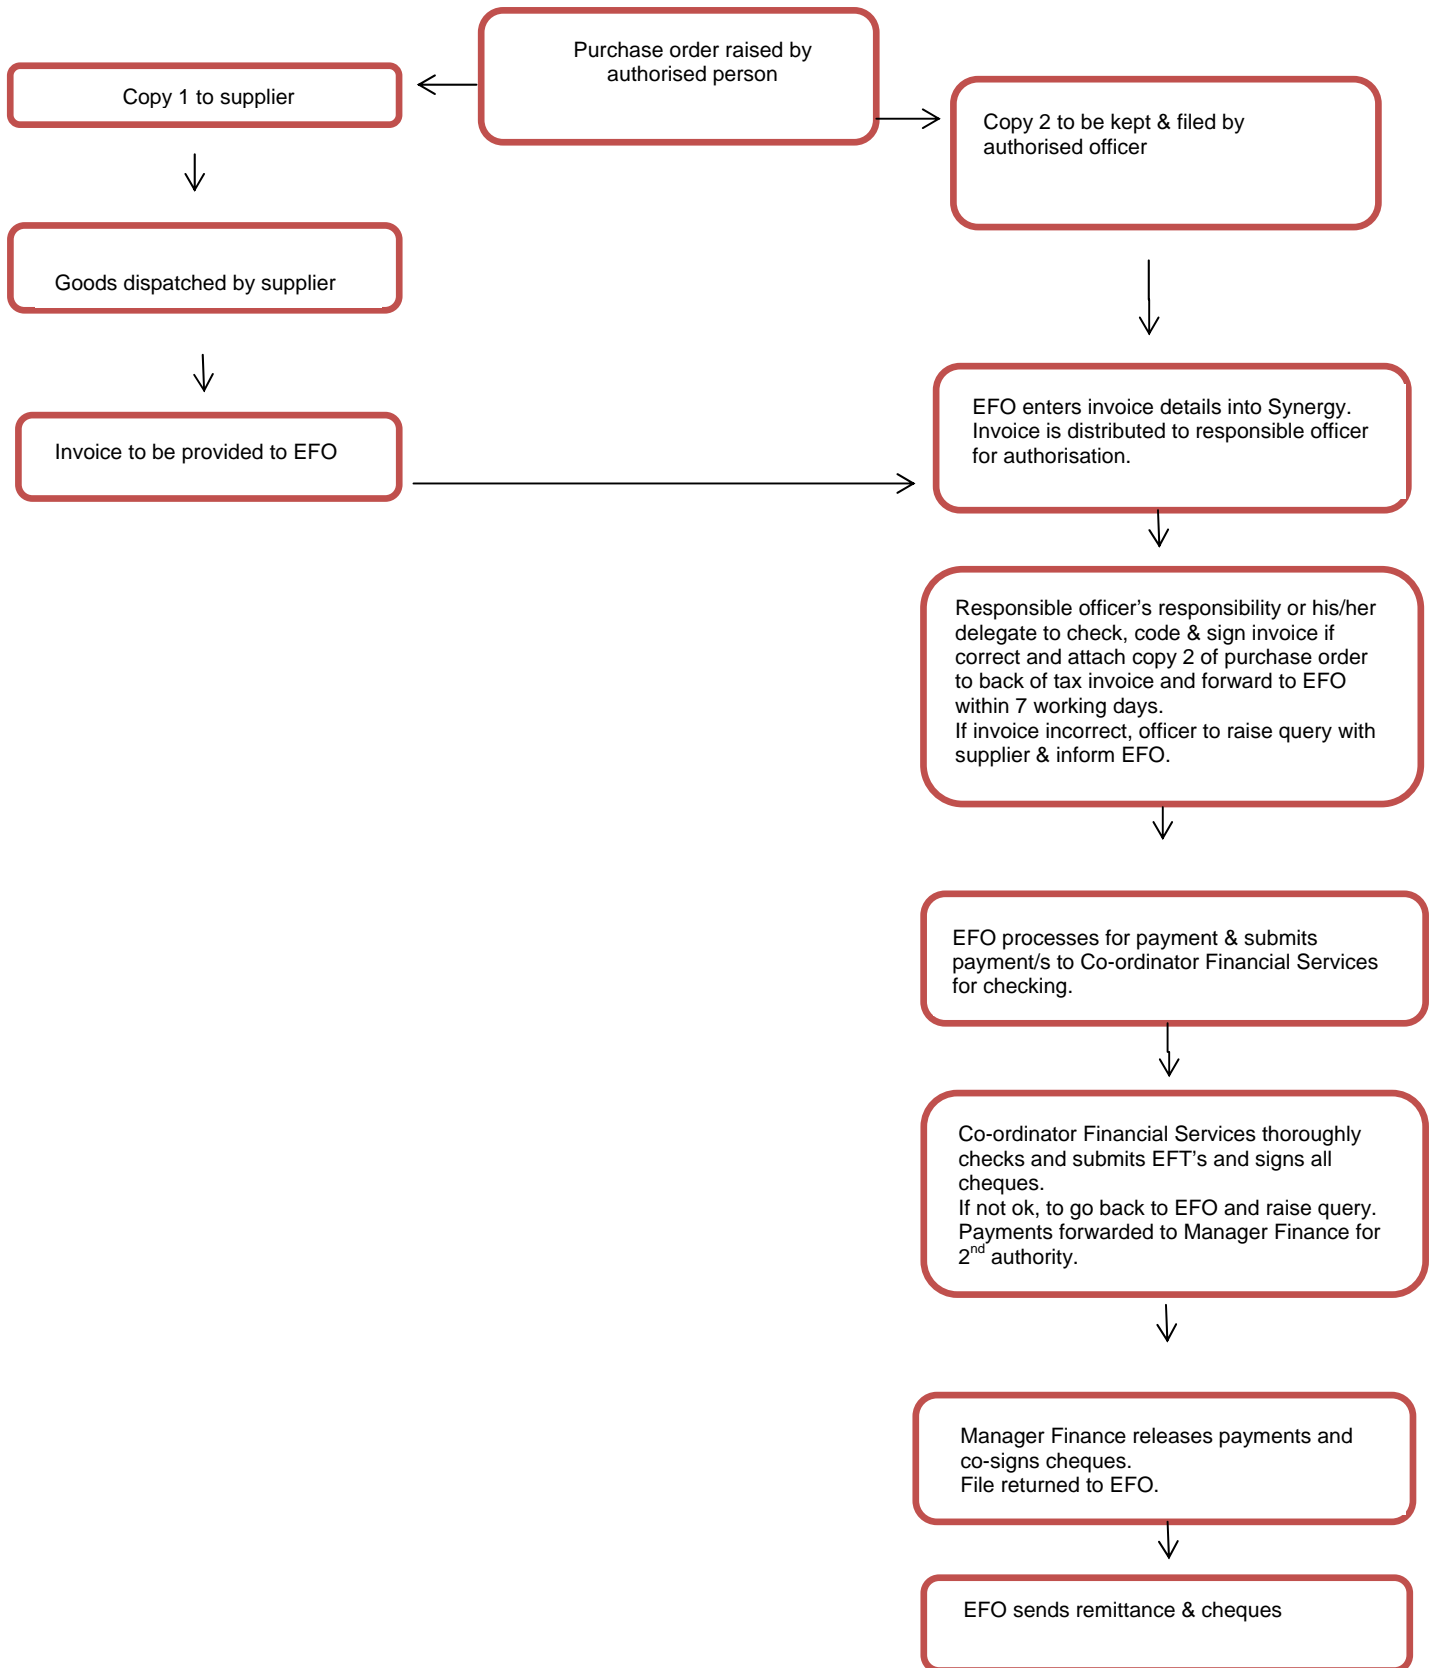 Purchase order raised by
authorised person
Copy 1 to supplier
Copy 2 to be kept & filed by
authorised officer
Goods dispatched by supplier
Invoice to be provided to EFO
EFO enters invoice details into Synergy.
Invoice is distributed to responsible officer
for authorisation.
Responsible officer’s responsibility or his/her
delegate to check, code & sign invoice if
correct and attach copy 2 of purchase order
to back of tax invoice and forward to EFO
within 7 working days.
If invoice incorrect, officer to raise query with
supplier & inform EFO.
EFO processes for payment & submits
payment/s to Co-ordinator Financial Services
for checking.
Co-ordinator Financial Services thoroughly
checks and submits EFT’s and signs all
cheques.
If not ok, to go back to EFO and raise query.
Payments forwarded to Manager Finance for
2nd authority.
Manager Finance releases payments and
co-signs cheques.
File returned to EFO.
EFO sends remittance & cheques